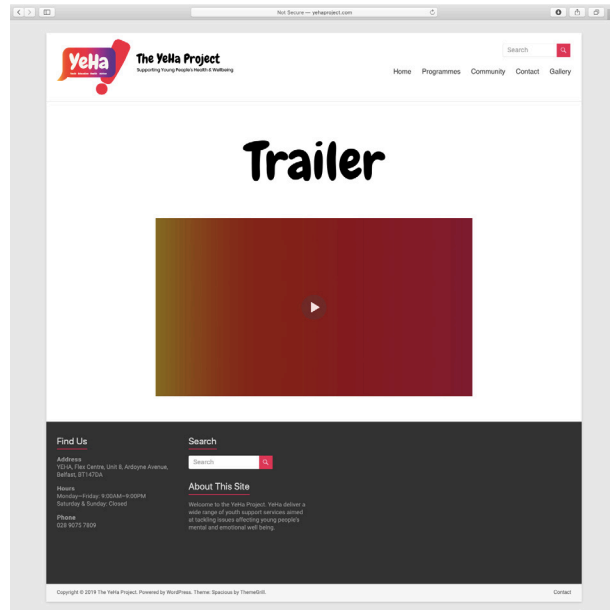 Not Secure — yehaproject.com
YeHa
The YeHa Project
Supporting Young People's Health & Wellbeing
Search
Home Programmes Community Contact Gallery
Trailer
Find Us
Address
YEHA, Flex Centre, Unit 8, Ardoyne Avenue,
Belfast, BT147DA
Hours
Monday—Friday: 9:00AM–9:00PM
Saturday & Sunday: Closed
Phone
028 9075 7809
Search
Search
About This Site
Welcome to the YeHa Project. YeHa deliver a
wide range of youth support services aimed
at tackling issues affecting young people's
mental and emotional well being.
Copyright © 2019 The YeHa Project. Powered by WordPress. Theme: Spacious by ThemeGrill.
Contact